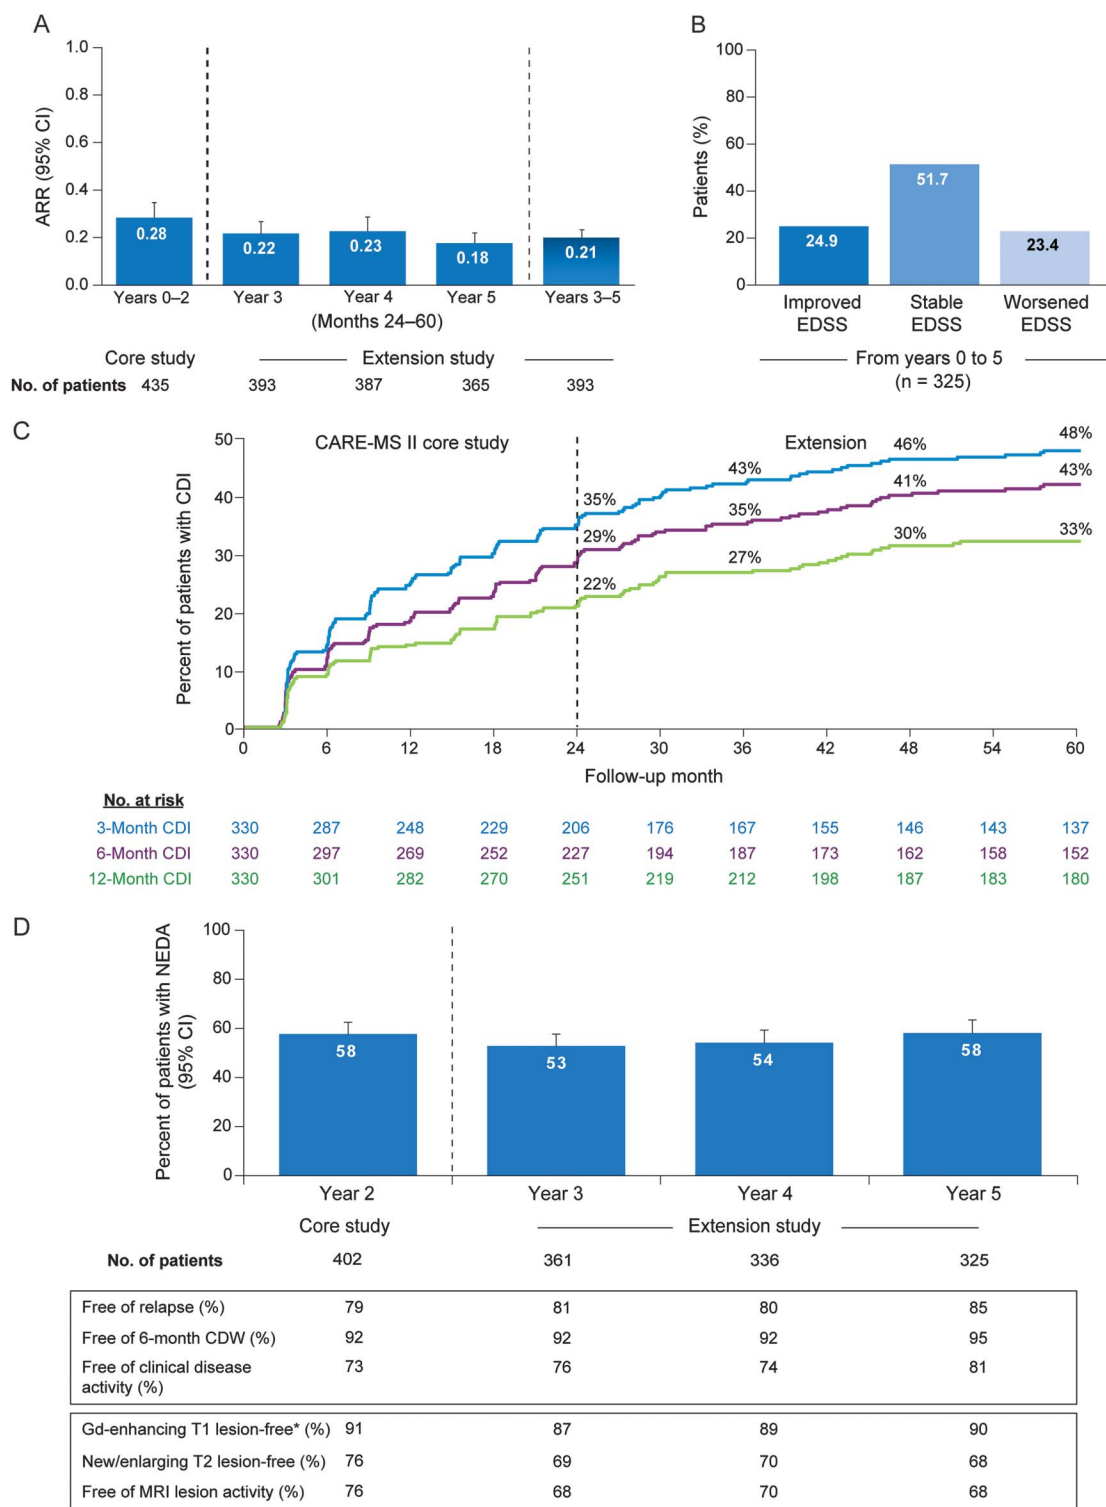 A
ARR (95% CI)
1.0
0.8
0.6
0.4
0.2
0.0
0.28
0.22
0.23
0.18
0.21
Years 0–2
Year 3
Year 4
Year 5
Years 3–5
(Months 24–60)
Core study
Extension study
No. of patients 435 393 387 365 393
B
Patients (%)
100
80
60
40
20
0
24.9
51.7
23.4
Improved EDSS
Stable EDSS
Worsened EDSS
From years 0 to 5
(n = 325)
C
Percent of patients with CDI
50
40
30
20
10
0
CARE-MS II core study
Extension
35% 43% 46% 48%
29% 35% 41% 43%
22% 27% 30% 33%
0 6 12 18 24 30 36 42 48 54 60
Follow-up month
No. at risk
3-Month CDI 330 287 248 229 206 176 167 155 146 143 137
6-Month CDI 330 297 269 252 227 194 187 173 162 158 152
12-Month CDI 330 301 282 270 251 219 212 198 187 183 180
D
Percent of patients with NEDA
(95% CI)
100
80
60
40
20
0
58
53
54
58
Year 2 Year 3 Year 4 Year 5
Core study Extension study
No. of patients 402 361 336 325
Free of relapse (%) 79 81 80 85
Free of 6-month CDW (%) 92 92 92 95
Free of clinical disease 73 76 74 81
activity (%)
Gd-enhancing T1 lesion-free* (%) 91 87 89 90
New/enlarging T2 lesion-free (%) 76 69 70 68
Free of MRI lesion activity (%) 76 68 70 68